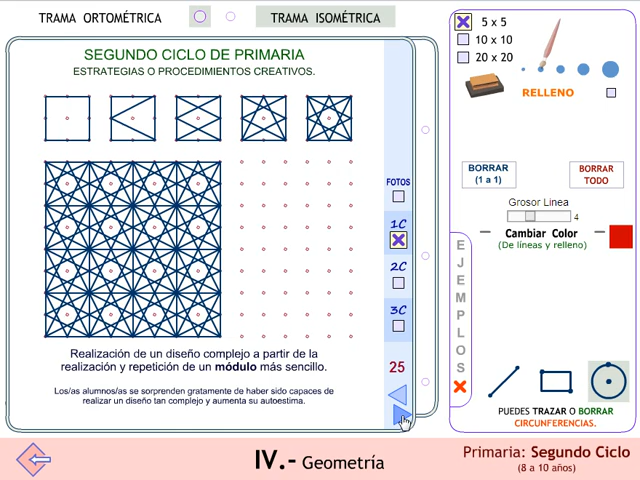 TRAMA ORTOMÉTRICA
TRAMA ISOMÉTRICA
SEGUNDO CICLO DE PRIMARIA
ESTRATEGIAS O PROCEDIMIENTOS CREATIVOS.
FOTOS
1C
2C
3C
25
Realización de un diseño complejo a partir de la
realización y repetición de un módulo más sencillo.
Los/as alumnos/as se sorprenden gratamente de haber sido capaces de
realizar un diseño tan complejo y aumenta su autoestima.
5 x 5
10 x 10
20 x 20
RELLENO
BORRAR
(1 a 1)
BORRAR
TODO
Grosor Linea
4
Cambiar Color
(De líneas y relleno)
EJEMPLOS
PUEDES TRAZAR O BORRAR
CIRCUNFERENCIAS.
IV.- Geometría
Primaria: Segundo Ciclo
(8 a 10 años)